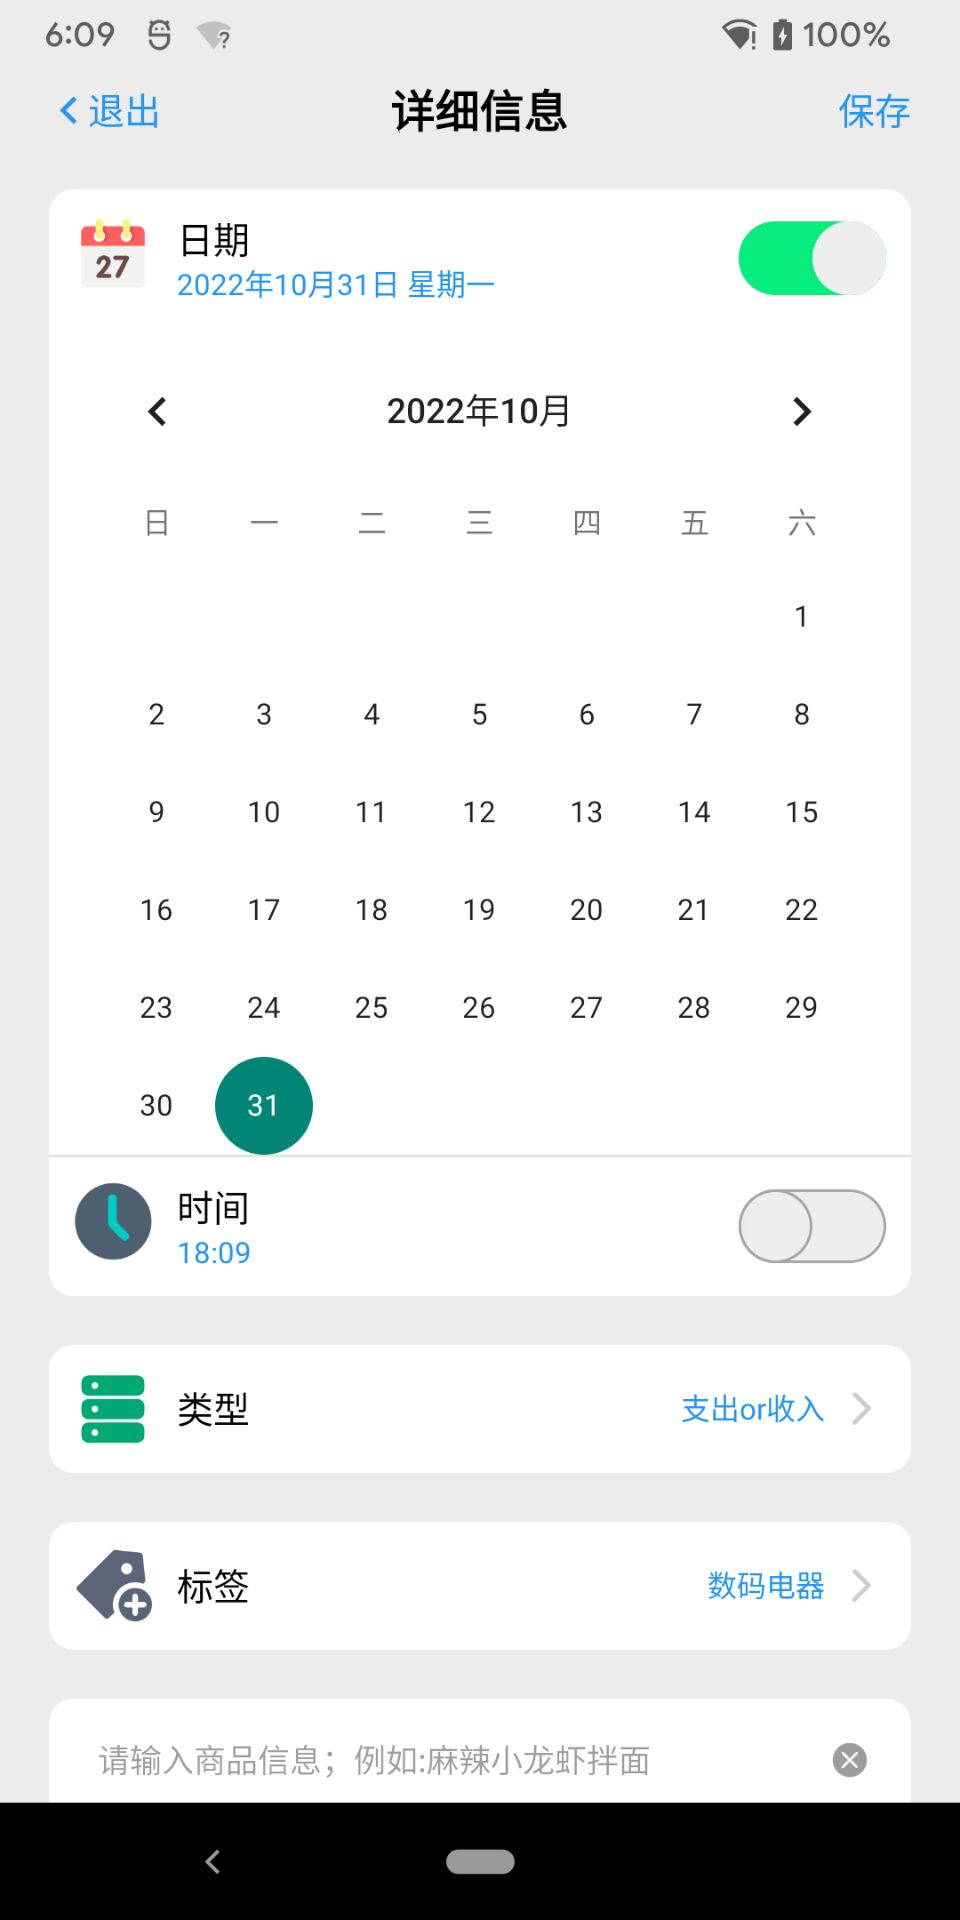 6:09 100%
退出 详细信息 保存
27
日期
2022年10月31日 星期一
2022年10月
日 一 二 三 四 五 六
1
2 3 4 5 6 7 8
9 10 11 12 13 14 15
16 17 18 19 20 21 22
23 24 25 26 27 28 29
30 31
时间
18:09
类型 支出or收入
标签 数码电器
请输入商品信息；例如:麻辣小龙虾拌面